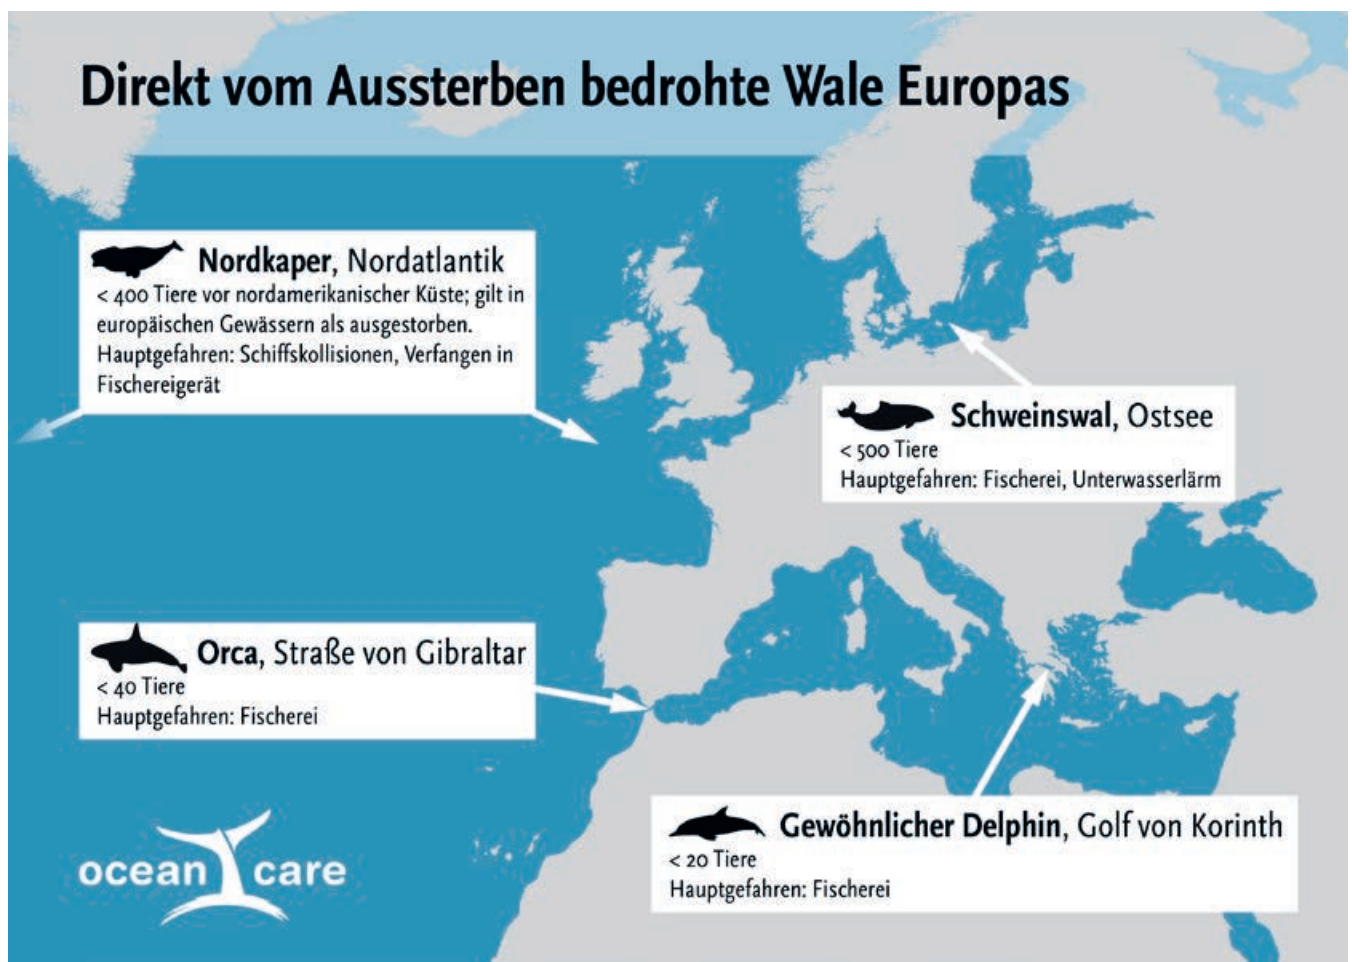 Direkt vom Aussterben bedrohte Wale Europas
Nordkaper, Nordatlantik
< 400 Tiere vor nordamerikanischer Küste; gilt in
europäischen Gewässern als ausgestorben.
Hauptgefahren: Schiffskollisionen, Verfangen in
Fischereigerät
Schweinswal, Ostsee
< 500 Tiere
Hauptgefahren: Fischerei, Unterwasserlärm
Orca, Straße von Gibraltar
< 40 Tiere
Hauptgefahren: Fischerei
Gewöhnlicher Delphin, Golf von Korinth
< 20 Tiere
Hauptgefahren: Fischerei
ocean care